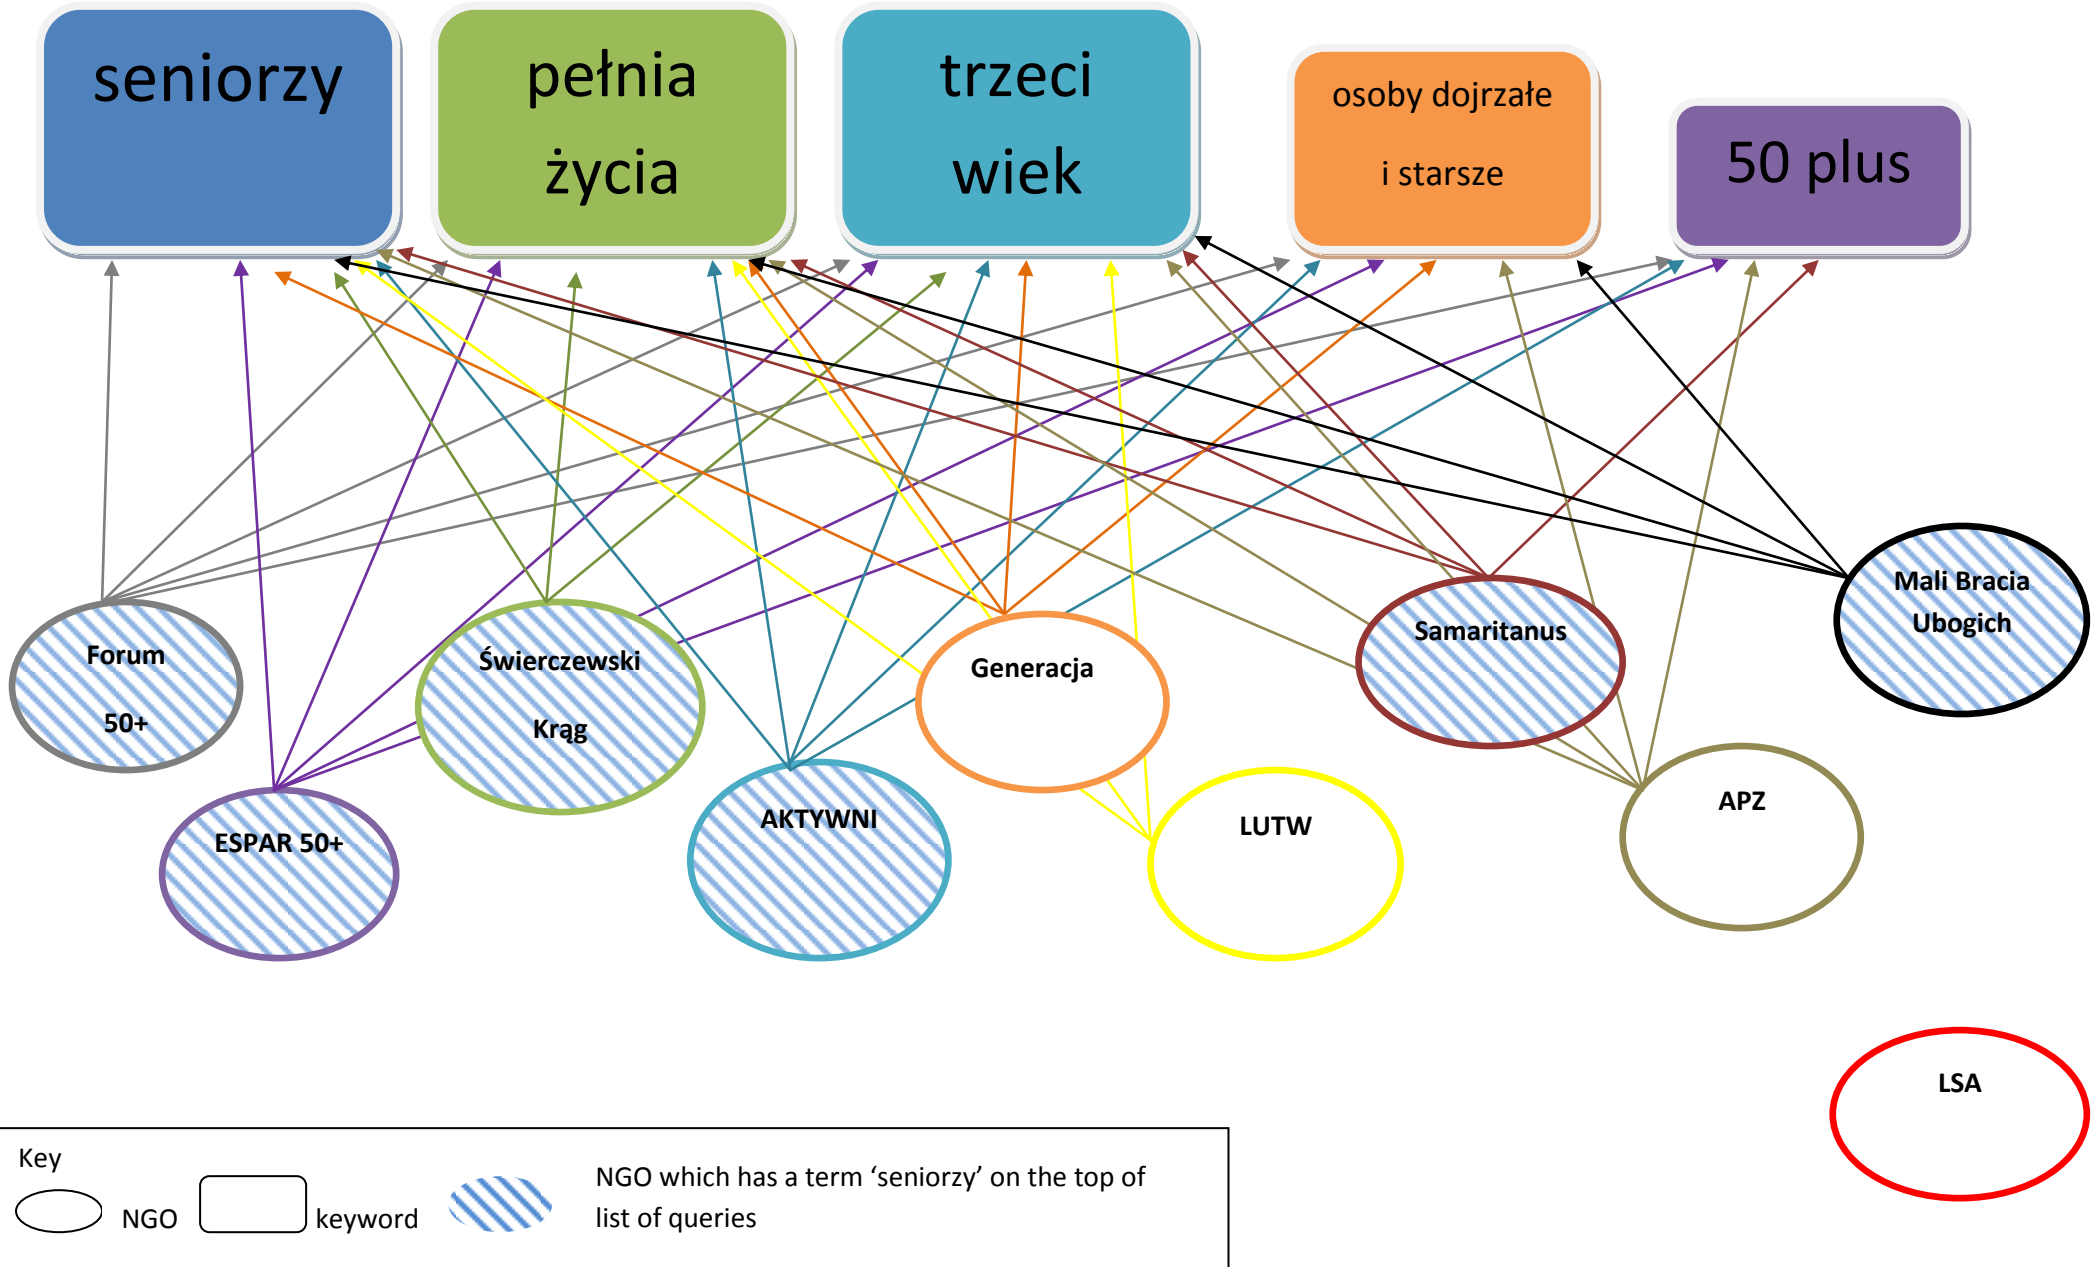 seniorzy
pełnia
życia
trzeci
wiek
osoby dojrzałe
i starsze
50 plus
Forum
50+
ESPAR 50+
Świerczewski
Krąg
AKTYWNI
Generacja
LUTW
Samaritanus
APZ
Mali Bracia
Ubogich
LSA
Key
NGO
keyword
NGO which has a term ‘seniorzy’ on the top of
list of queries